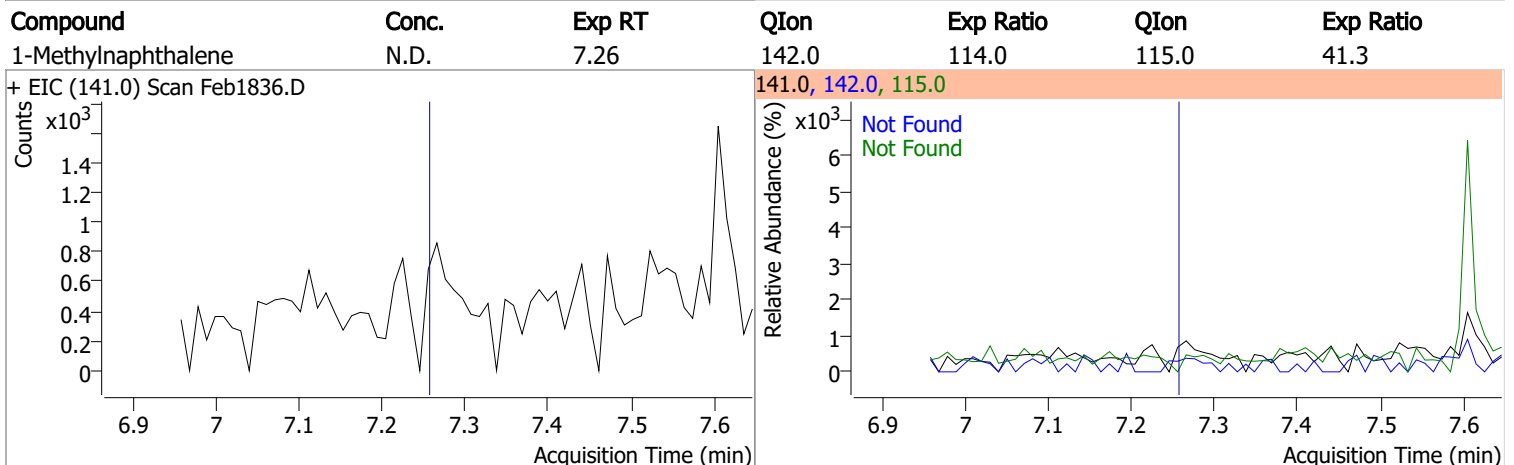 Compound Conc. Exp RT QIon Exp Ratio QIon Exp Ratio
1-Methylnaphthalene N.D. 7.26 142.0 114.0 115.0 41.3
+ EIC (141.0) Scan Feb1836.D
Counts
x10³
1.4
1.2
1
0.8
0.6
0.4
0.2
0
6.9 7 7.1 7.2 7.3 7.4 7.5 7.6
Acquisition Time (min)
141.0, 142.0, 115.0
Relative Abundance (%)
x10³
Not Found
Not Found
6
5
4
3
2
1
0
6.9 7 7.1 7.2 7.3 7.4 7.5 7.6
Acquisition Time (min)